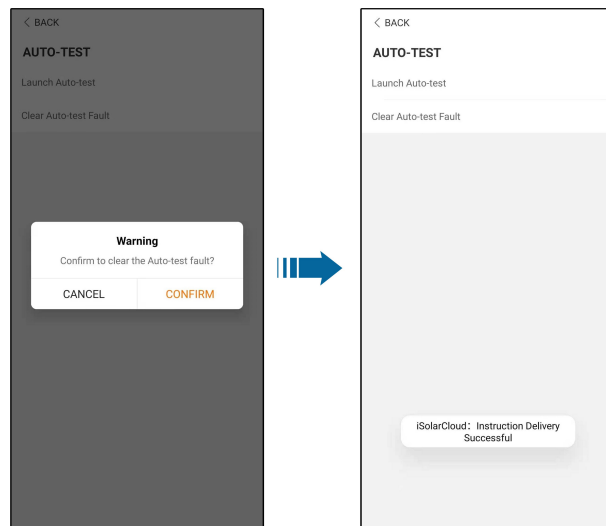 < BACK
AUTO-TEST
Launch Auto-test
Clear Auto-test Fault
Warning
Confirm to clear the Auto-test fault?
CANCEL
CONFIRM
< BACK
AUTO-TEST
Launch Auto-test
Clear Auto-test Fault
iSolarCloud：Instruction Delivery
Successful